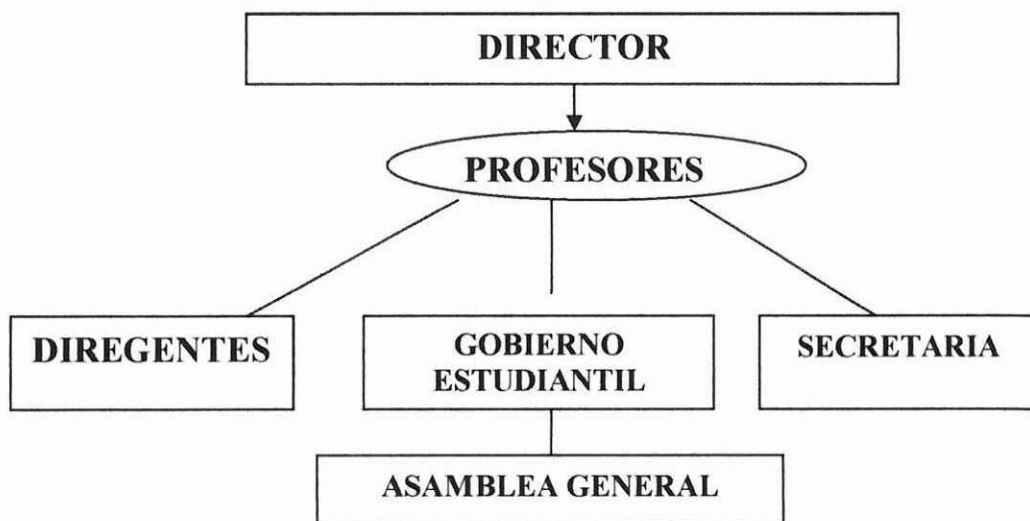 DIRECTOR
PROFESORES
DIREGENTES
GOBIERNO
ESTUDIANTIL
SECRETARIA
ASAMBLEA GENERAL